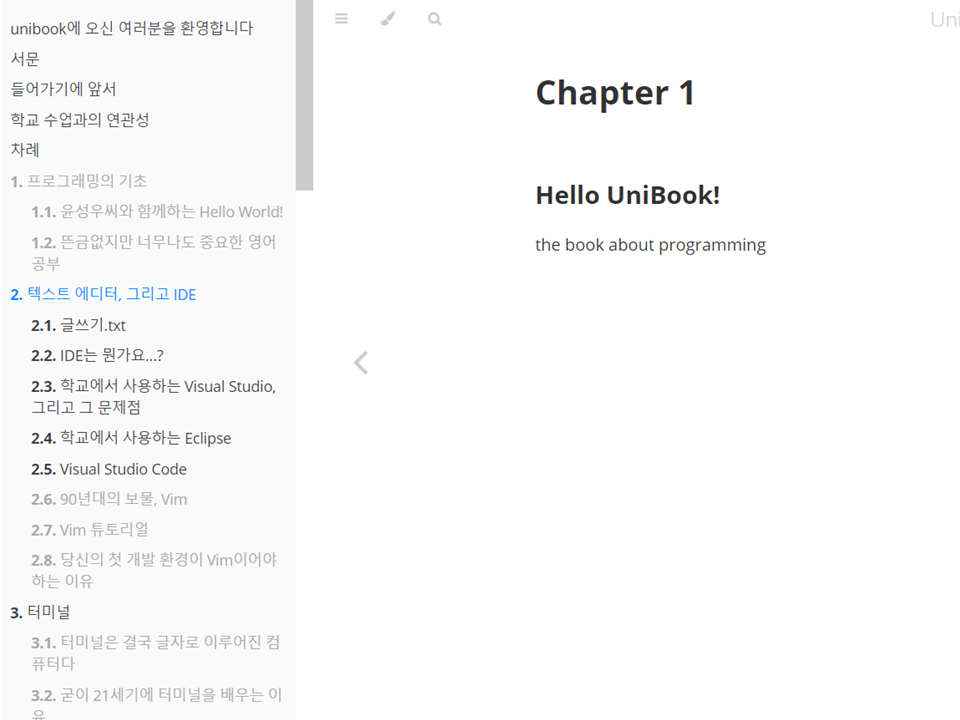 unibook에 오신 여러분을 환영합니다
서문
들어가기에 앞서
학교 수업과의 연관성
차례
1. 프로그래밍의 기초
1.1. 윤성우씨와 함께하는 Hello World!
1.2. 뜬금없지만 너무나도 중요한 영어
공부
2. 텍스트 에디터, 그리고 IDE
2.1. 글쓰기.txt
2.2. IDE는 뭔가요...?
2.3. 학교에서 사용하는 Visual Studio,
그리고 그 문제점
2.4. 학교에서 사용하는 Eclipse
2.5. Visual Studio Code
2.6. 90년대의 보물, Vim
2.7. Vim 튜토리얼
2.8. 당신의 첫 개발 환경이 Vim이어야
하는 이유
3. 터미널
3.1. 터미널은 결국 글자로 이루어진 컴
퓨터다
3.2. 굳이 21세기에 터미널을 배우는 이
유
Uni
Chapter 1
Hello UniBook!
the book about programming